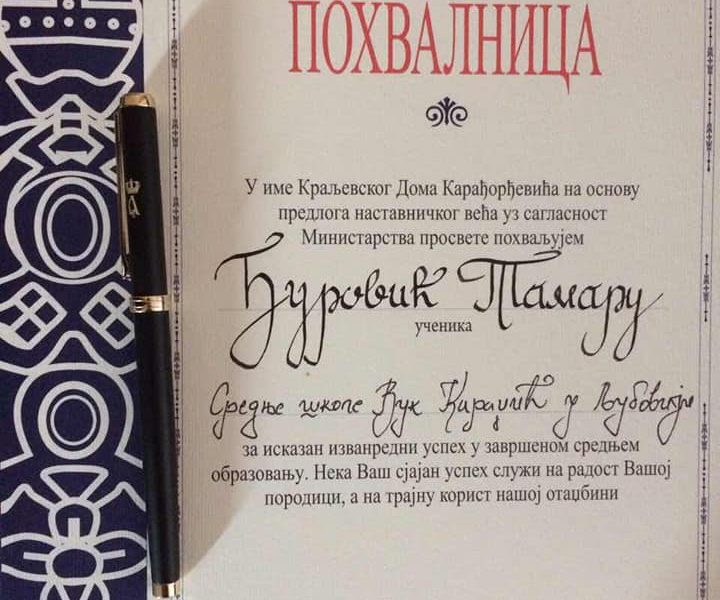 ПОХВАЛНИЦА
У име Краљевског Дома Карађорђевића на основу
предлога наставничког већа уз сагласност
Министарства просвете похваљујем
Ђуровић Тамару
ученика
Средње школе Вук Караџић у Љубовији
за исказан изванредни успех у завршеном средњем
образовању. Нека Ваш сјајан успех служи на радост Вашој
породици, а на трајну корист нашој отаџбини